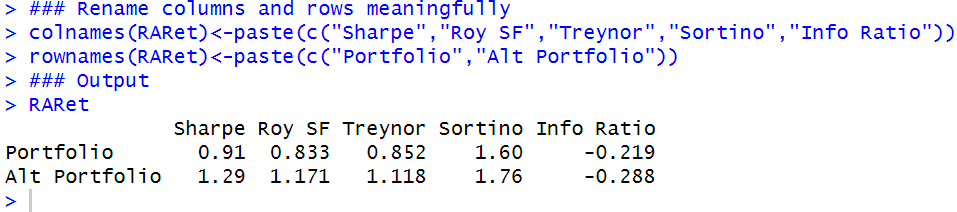 > ### Rename columns and rows meaningfully
> colnames(RARet)<-paste(c("Sharpe","Roy SF","Treynor","Sortino","Info Ratio"))
> rownames(RARet)<-paste(c("Portfolio","Alt Portfolio"))
> ### Output
> RARet
              Sharpe Roy SF Treynor Sortino Info Ratio
Portfolio       0.91  0.833   0.852    1.60     -0.219
Alt Portfolio   1.29  1.171   1.118    1.76     -0.288
>